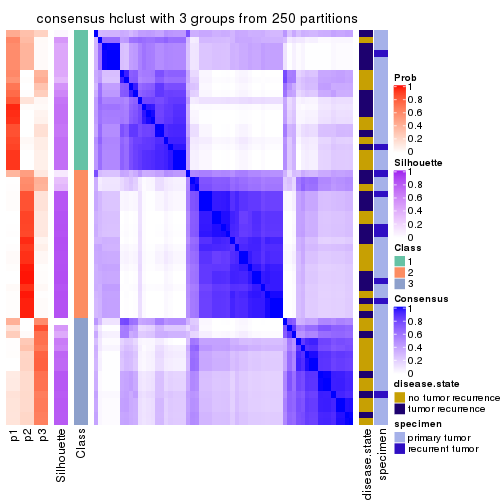 consensus hclust with 3 groups from 250 partitions
Prob
1
0.8
0.6
0.4
0.2
0
Silhouette
1
0.8
0.6
0.4
0.2
0
Class
1
2
3
Consensus
1
0.8
0.6
0.4
0.2
0
disease.state
no tumor recurrence
tumor recurrence
specimen
primary tumor
recurrent tumor
p1
p2
p3
Silhouette
Class
disease.state
specimen